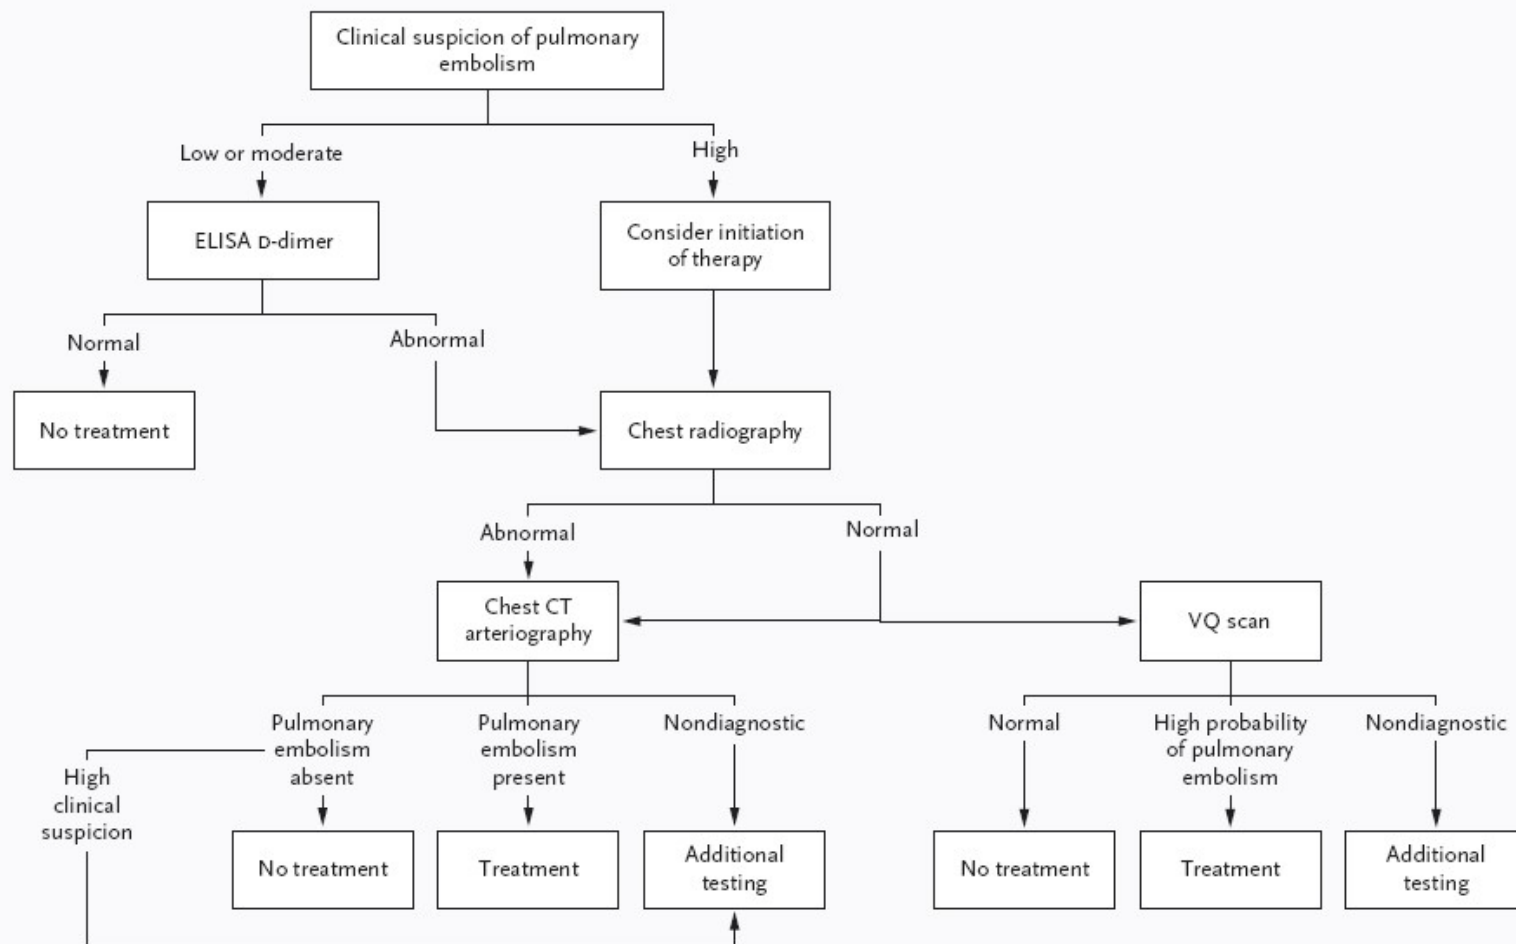 Clinical suspicion of pulmonary
embolism
Low or moderate
High
ELISA D-dimer
Consider initiation
of therapy
Normal
Abnormal
No treatment
Chest radiography
Abnormal
Normal
Chest CT
arteriography
VQ scan
Pulmonary
embolism
absent
Pulmonary
embolism
present
Nondiagnostic
Normal
High probability
of pulmonary
embolism
Nondiagnostic
High
clinical
suspicion
No treatment
Treatment
Additional
testing
No treatment
Treatment
Additional
testing